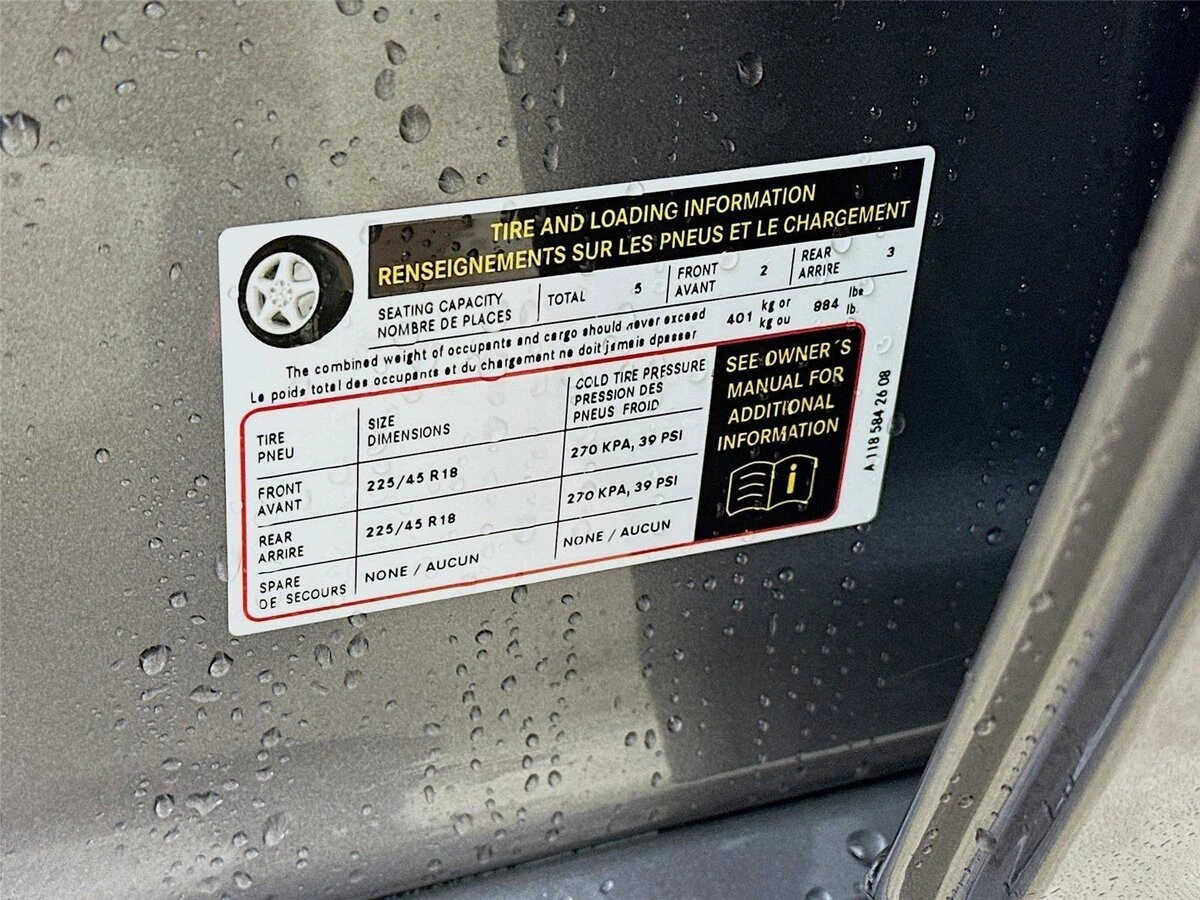 TIRE AND LOADING INFORMATION
RENSEIGNEMENTS SUR LES PNEUS ET LE CHARGEMENT
SEATING CAPACITY
NOMBRE DE PLACES
TOTAL 5
FRONT
AVANT
2
REAR
ARRIRE
3
The combined weight of occupants and cargo should never exceed
Le poids total des occupants et du chargement ne doit jamais dpasser
401
kg or
kg ou
884
lbs
lb.
TIRE
PNEU
SIZE
DIMENSIONS
COLD TIRE PRESSURE
PRESSION DES
PNEUS FROID
FRONT
AVANT
225/45 R18
270 KPA, 39 PSI
REAR
ARRIRE
225/45 R18
270 KPA, 39 PSI
SPARE
DE SECOURS
NONE / AUCUN
NONE / AUCUN
SEE OWNER´S
MANUAL FOR
ADDITIONAL
INFORMATION
i
A 118 584 26 08